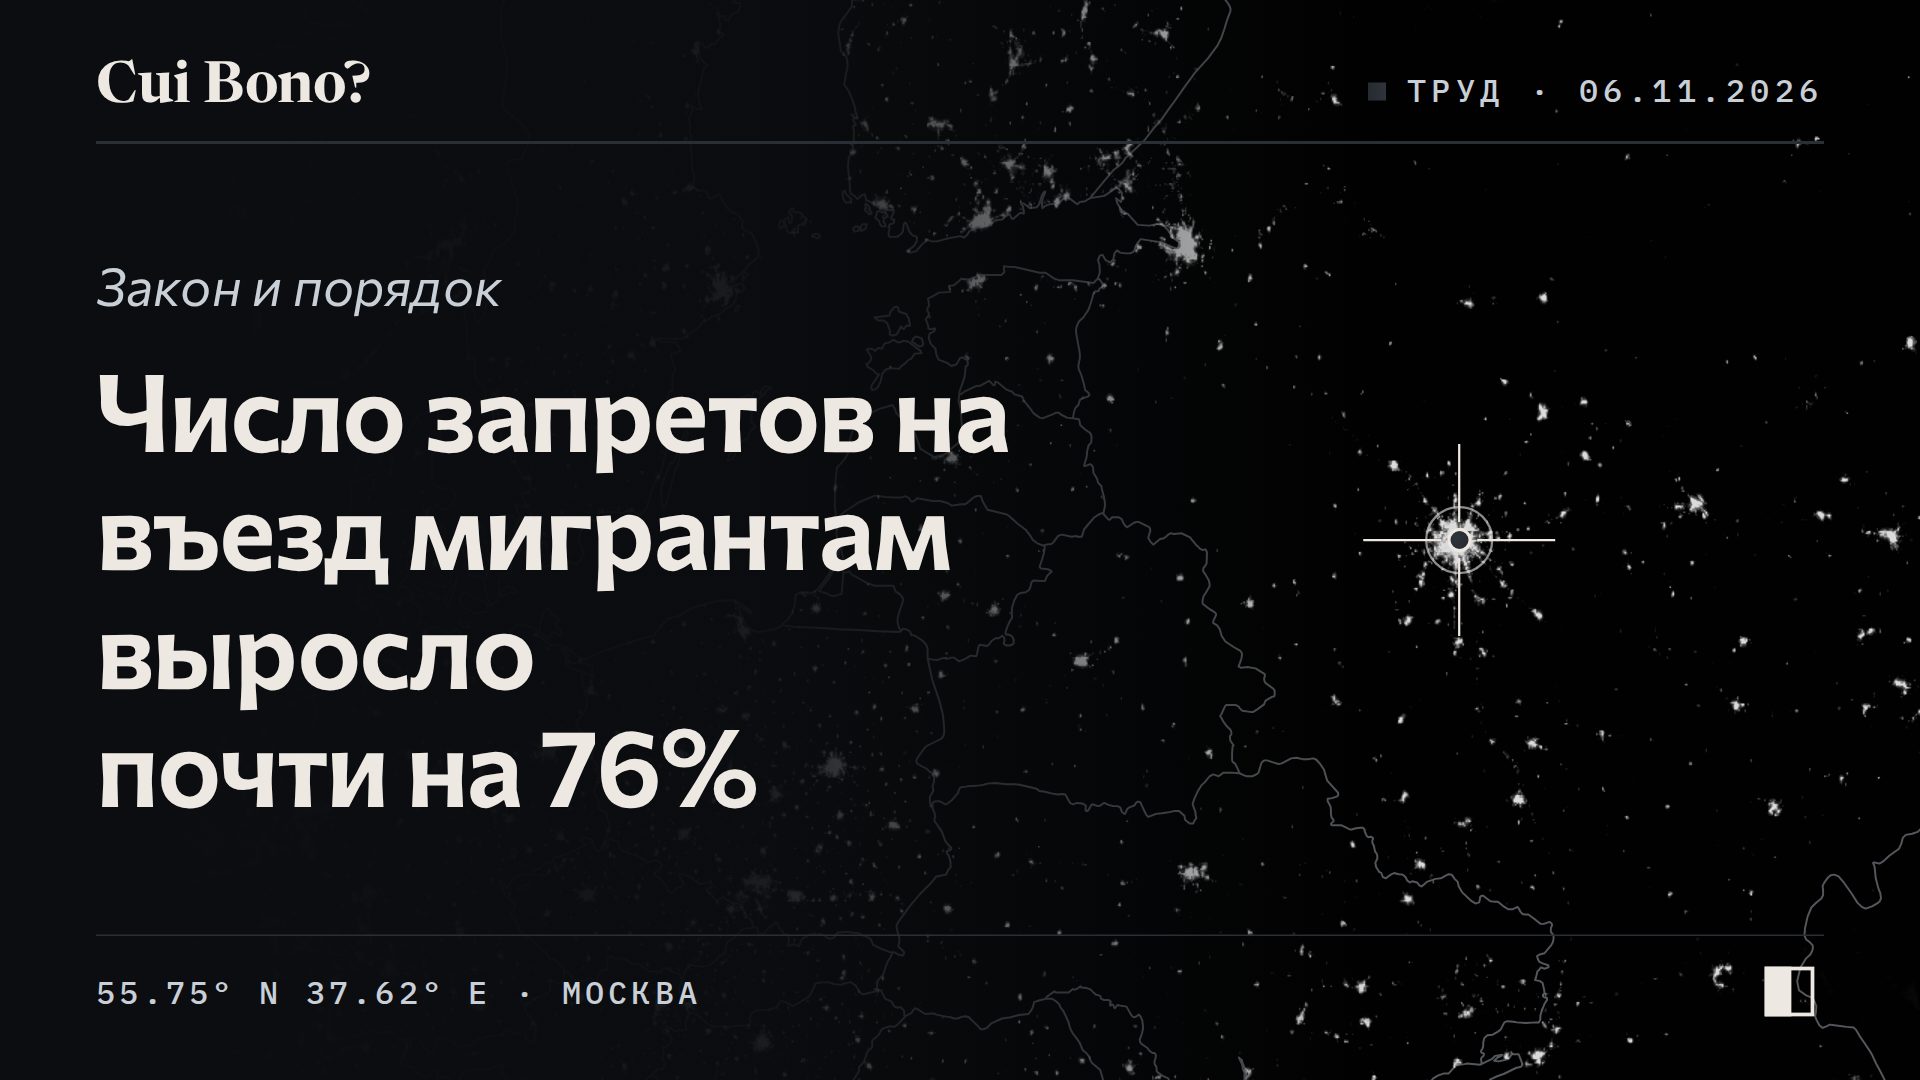 Cui Bono?
ТРУД · 06.11.2026
Закон и порядок
Число запретов на
въезд мигрантам
выросло
почти на 76%
55.75° N 37.62° E · МОСКВА